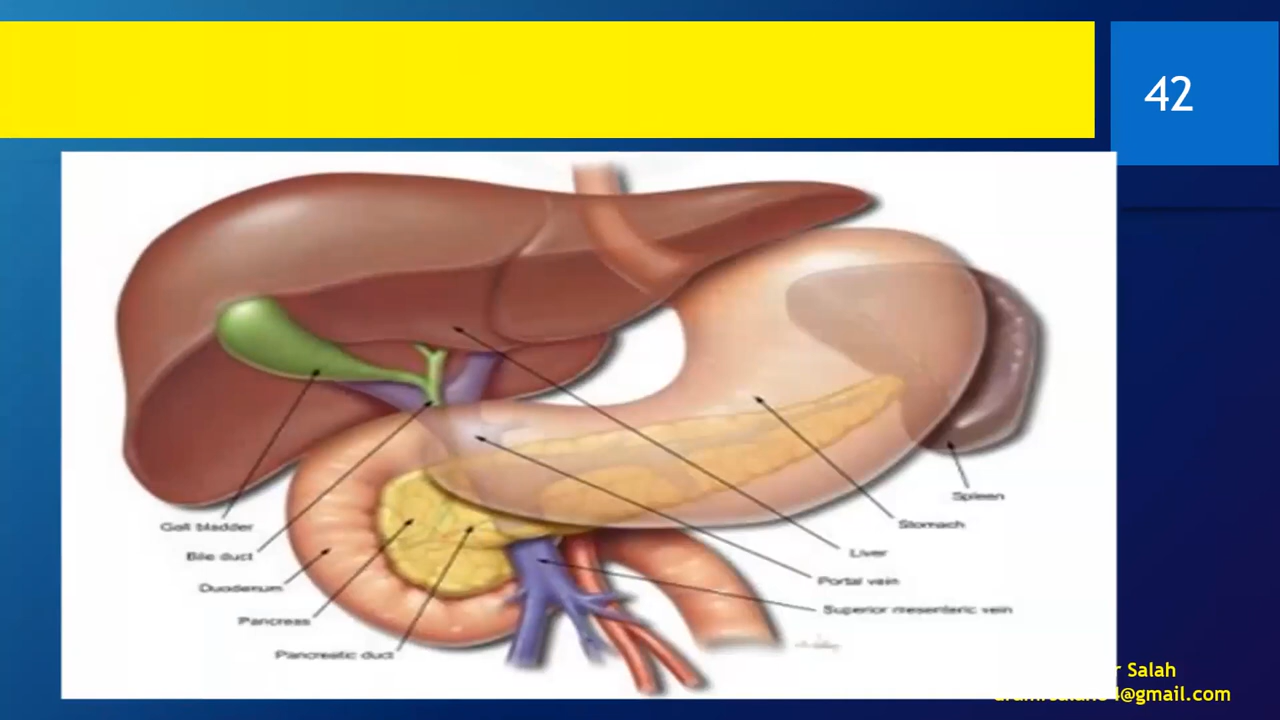 42
Gall bladder
Bile duct
Duodenum
Pancreas
Pancreatic duct
Spleen
Stomach
Liver
Portal vein
Superior mesenteric vein
Salah
@gmail.com